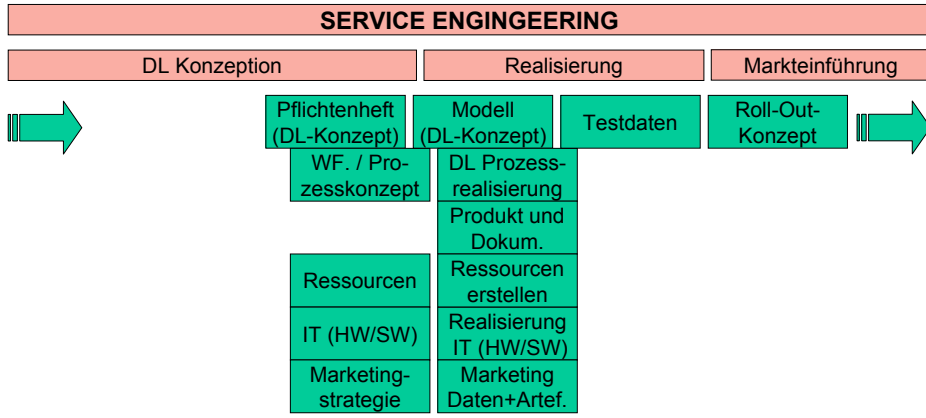 SERVICE ENGINGEERING
DL Konzeption
Realisierung
Markteinführung
Pflichtenheft
(DL-Konzept)
Modell
(DL-Konzept)
Testdaten
Roll-Out-
Konzept
WF. / Pro-
zesskonzept
DL Prozess-
realisierung
Produkt und
Dokum.
Ressourcen
Ressourcen
erstellen
IT (HW/SW)
Realisierung
IT (HW/SW)
Marketing-
strategie
Marketing
Daten+Artef.